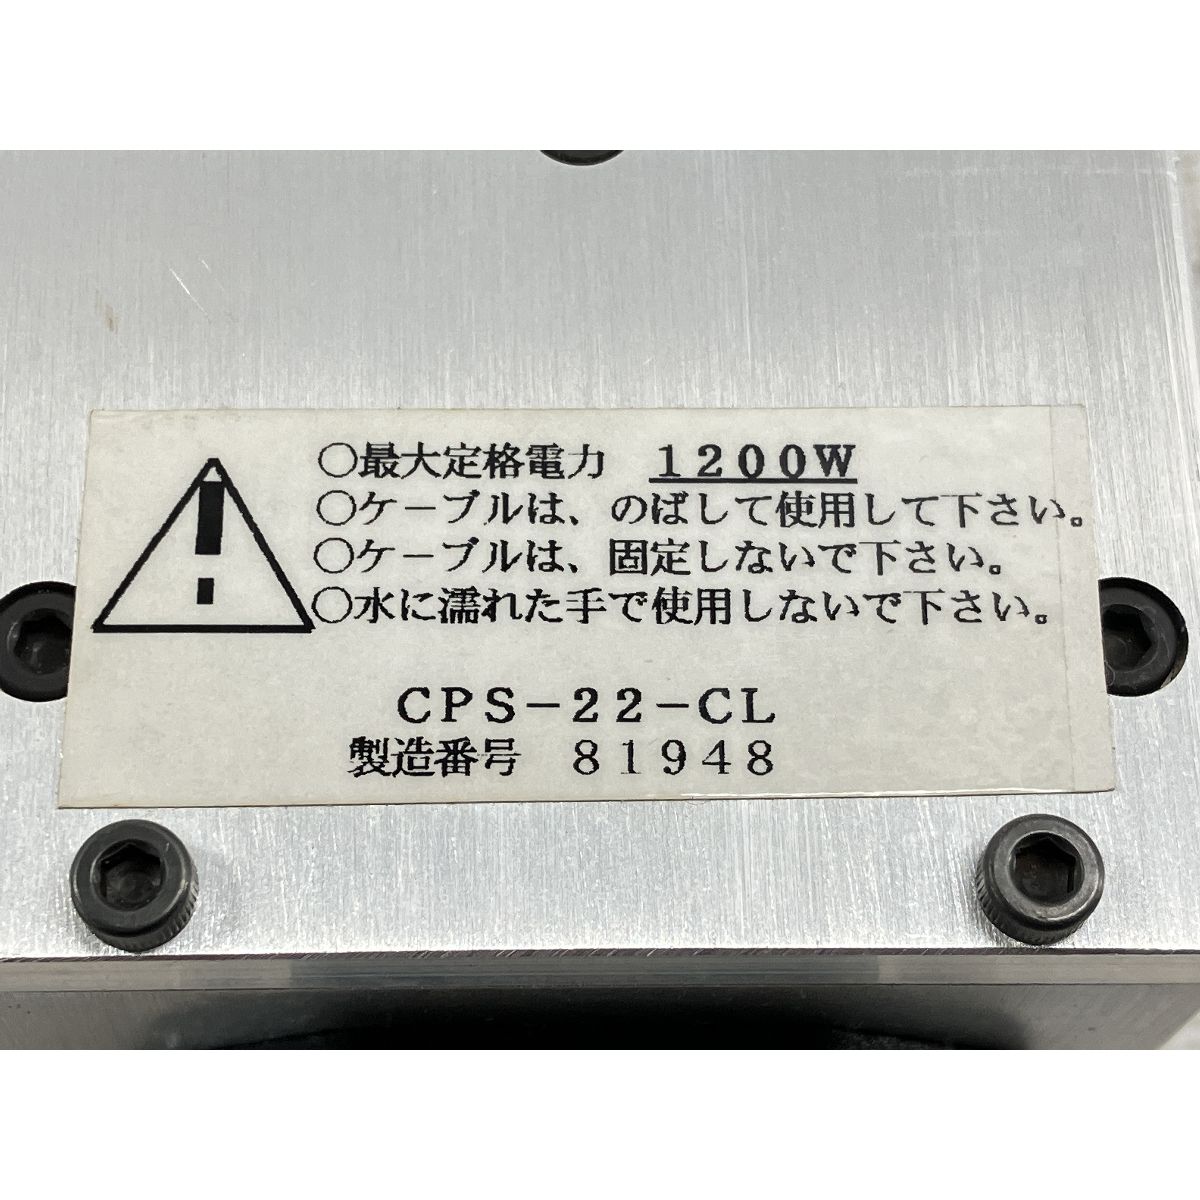 ○最大定格電力 1200W
○ケーブルは、のばして使用して下さい。
○ケーブルは、固定しないで下さい。
○水に濡れた手で使用しないで下さい。
CPS-22-CL
製造番号 81948